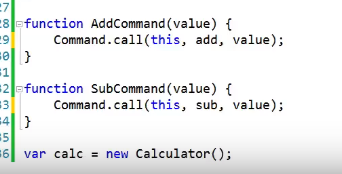 27
28 function AddCommand(value) {
29 Command.call(this, add, value);
30 }
31
32 function SubCommand(value) {
33 Command.call(this, sub, value);
34 }
35
36 var calc = new Calculator();